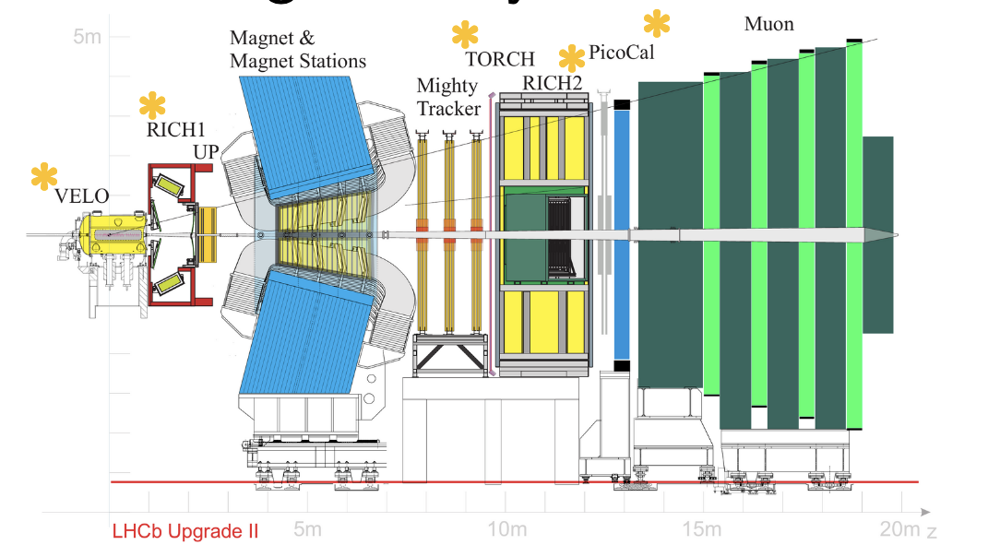 5m
Magnet &
Magnet Stations
Muon
TORCH
PicoCal
Mighty
Tracker
RICH2
RICH1
UP
VELO
LHCb Upgrade II
5m
10m
15m
20m z